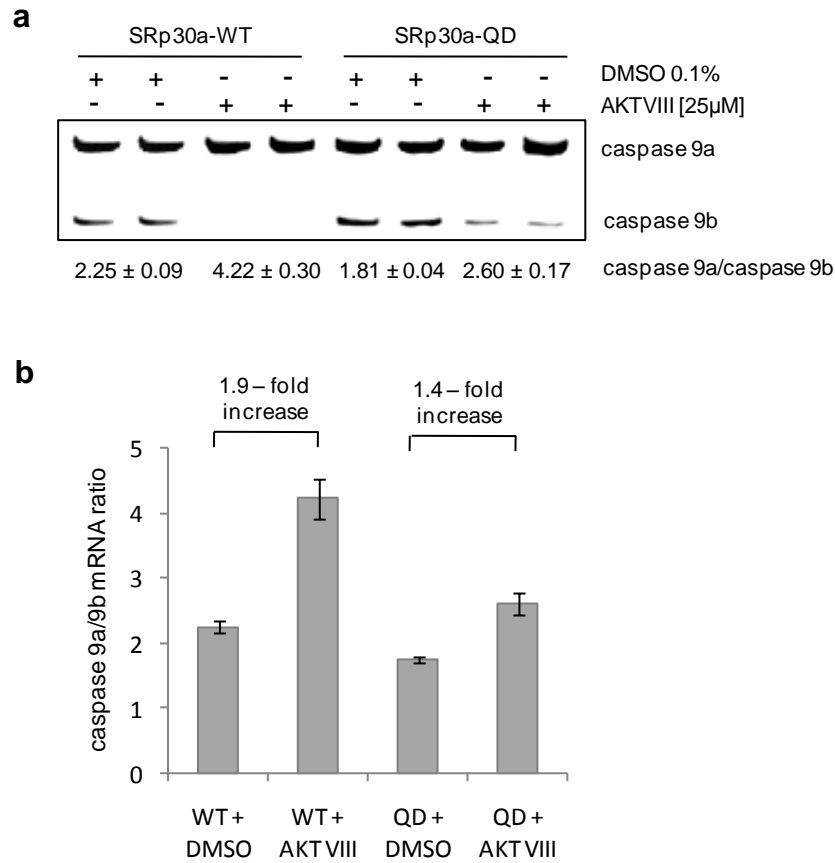 a
SRp30a-WT SRp30a-QD
+ + - - + + - - DMSO 0.1%
- - + + - - + + AKTVIII [25µM]
caspase 9a
caspase 9b
2.25 ± 0.09 4.22 ± 0.30 1.81 ± 0.04 2.60 ± 0.17 caspase 9a/caspase 9b
b
1.9 – fold increase
1.4 – fold increase
caspase 9a/9b mRNA ratio
5
4
3
2
1
0
WT + DMSO
WT + AKT VIII
QD + DMSO
QD + AKT VIII